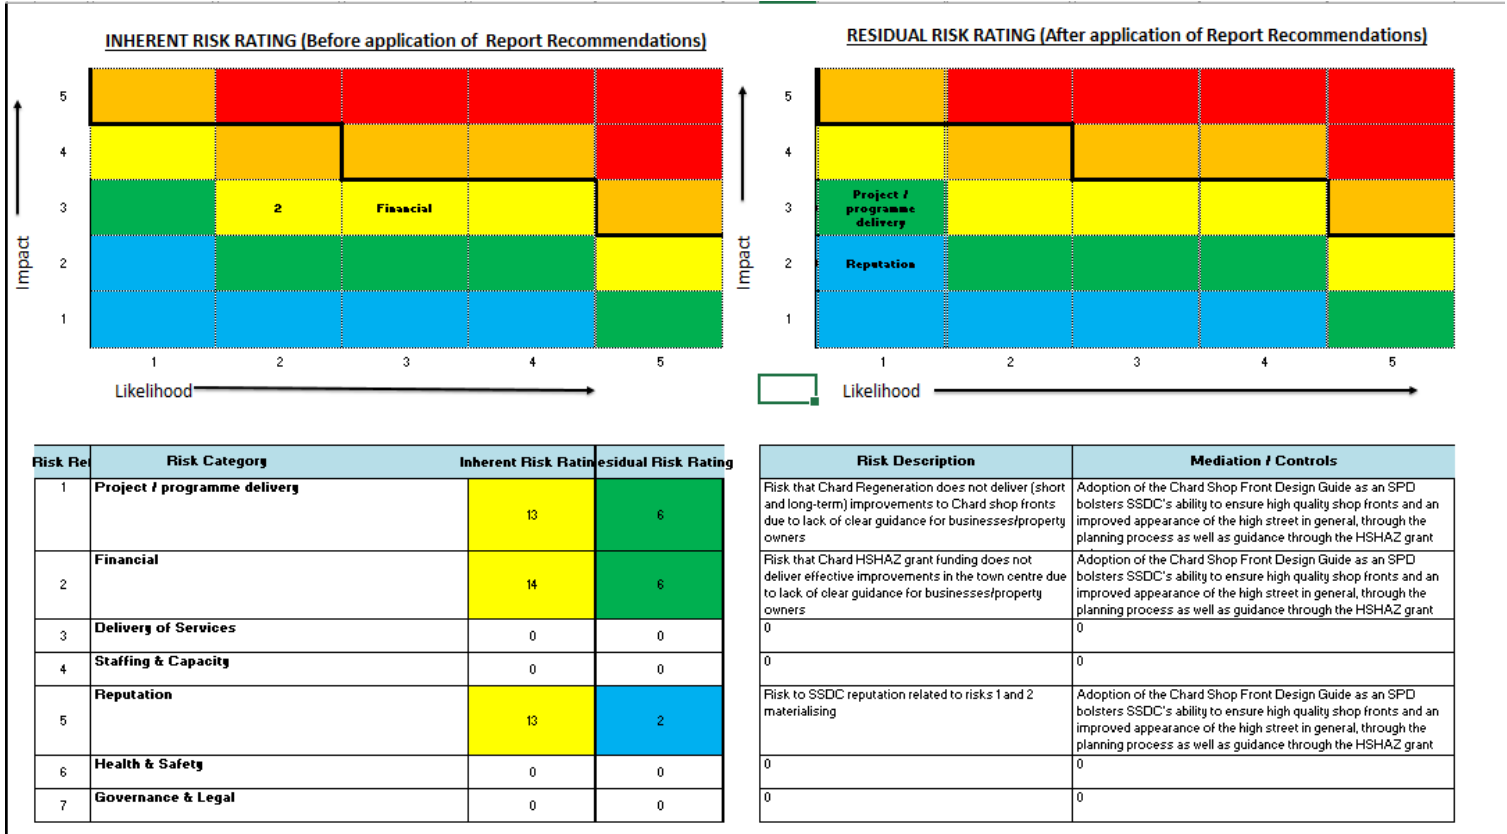 INHERENT RISK RATING (Before application of Report Recommendations)
RESIDUAL RISK RATING (After application of Report Recommendations)
5
4
3
2
Financial
2
1
Impact
1
2
3
4
5
Likelihood
5
4
3
Project / programme delivery
2
Reputation
1
Impact
1
2
3
4
5
Likelihood
Risk Re
Risk Category
Inherent Risk Ratin
esidual Risk Rating
1
Project / programme delivery
13
6
2
Financial
14
6
3
Delivery of Services
0
0
4
Staffing & Capacity
0
0
5
Reputation
13
2
6
Health & Safety
0
0
7
Governance & Legal
0
0
Risk Description
Mediation / Controls
Risk that Chard Regeneration does not deliver (short
and long-term) improvements to Chard shop fronts
due to lack of clear guidance for businesses/property
owners
Adoption of the Chard Shop Front Design Guide as an SPD
bolsters SSDC's ability to ensure high quality shop fronts and an
improved appearance of the high street in general, through the
planning process as well as guidance through the HSHAZ grant
Risk that Chard HSHAZ grant funding does not
deliver effective improvements in the town centre due
to lack of clear guidance for businesses/property
owners
Adoption of the Chard Shop Front Design Guide as an SPD
bolsters SSDC's ability to ensure high quality shop fronts and an
improved appearance of the high street in general, through the
planning process as well as guidance through the HSHAZ grant
0
0
0
0
Risk to SSDC reputation related to risks 1 and 2
materialising
Adoption of the Chard Shop Front Design Guide as an SPD
bolsters SSDC's ability to ensure high quality shop fronts and an
improved appearance of the high street in general, through the
planning process as well as guidance through the HSHAZ grant
0
0
0
0